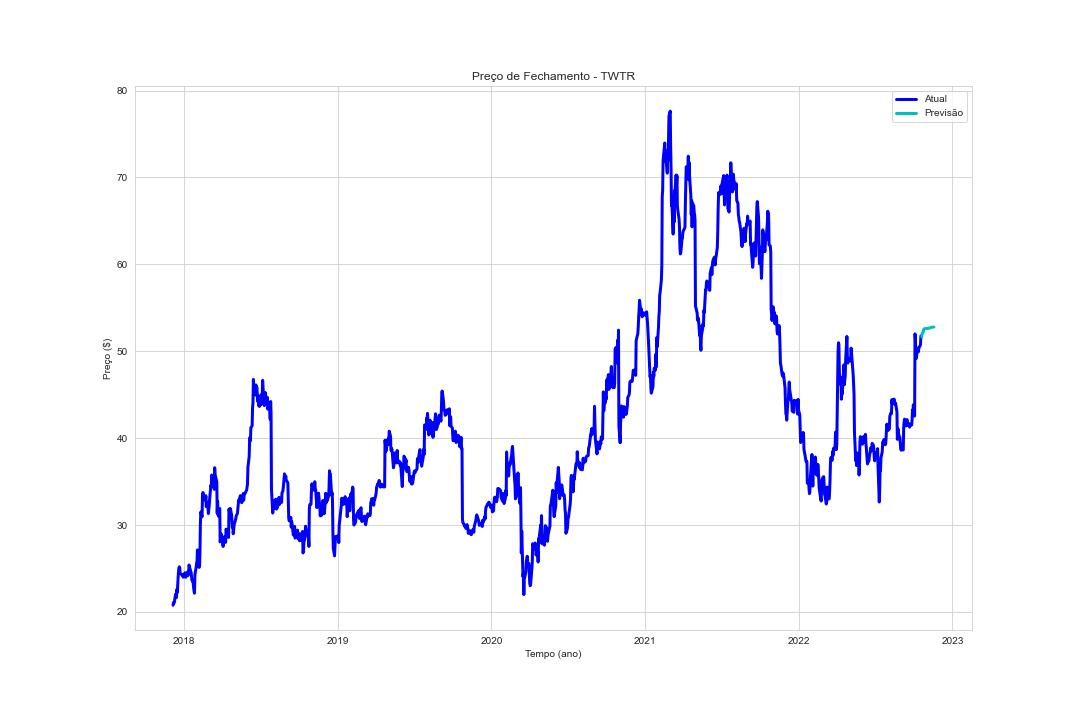 Preço de Fechamento - TWTR
80
70
60
50
40
30
20
Preço ($)
Atual
Previsão
2018
2019
2020
2021
2022
2023
Tempo (ano)